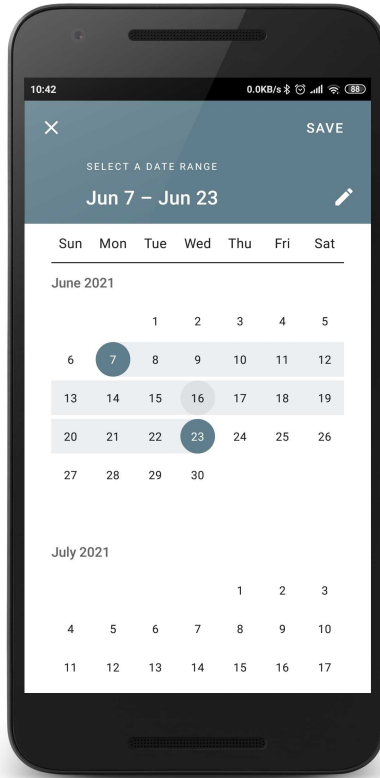 10:42 0.0KB/s 88
SAVE
SELECT A DATE RANGE
Jun 7 – Jun 23
Sun Mon Tue Wed Thu Fri Sat
June 2021
1 2 3 4 5
6 7 8 9 10 11 12
13 14 15 16 17 18 19
20 21 22 23 24 25 26
27 28 29 30
July 2021
1 2 3
4 5 6 7 8 9 10
11 12 13 14 15 16 17